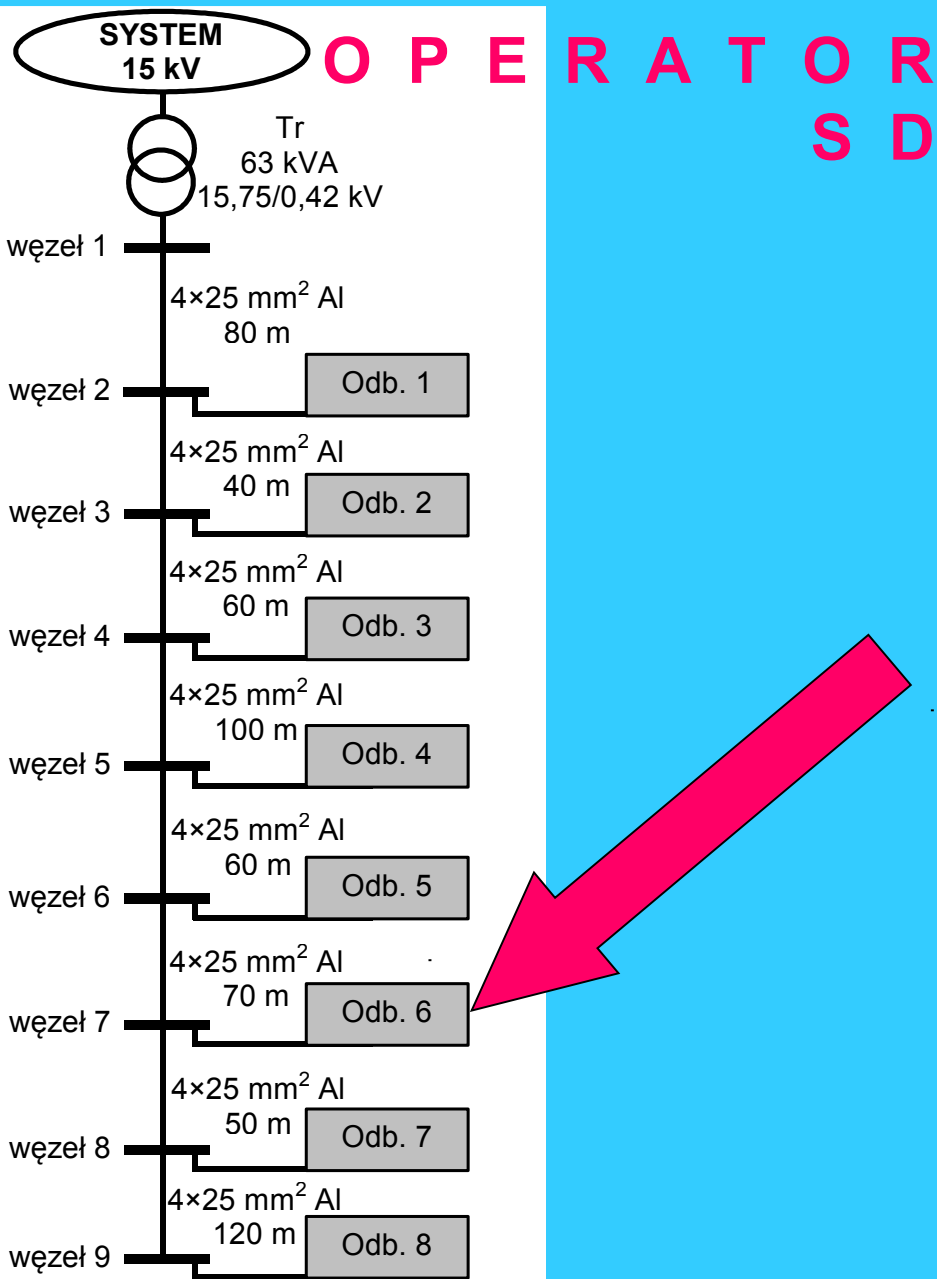 SYSTEM
15 kV
O P E R A T O R
S D
Tr
63 kVA
15,75/0,42 kV
węzeł 1
4×25 mm² Al
80 m
węzeł 2
Odb. 1
4×25 mm² Al
40 m
węzeł 3
Odb. 2
4×25 mm² Al
60 m
węzeł 4
Odb. 3
4×25 mm² Al
100 m
węzeł 5
Odb. 4
4×25 mm² Al
60 m
węzeł 6
Odb. 5
4×25 mm² Al
70 m
węzeł 7
Odb. 6
4×25 mm² Al
50 m
węzeł 8
Odb. 7
4×25 mm² Al
120 m
węzeł 9
Odb. 8